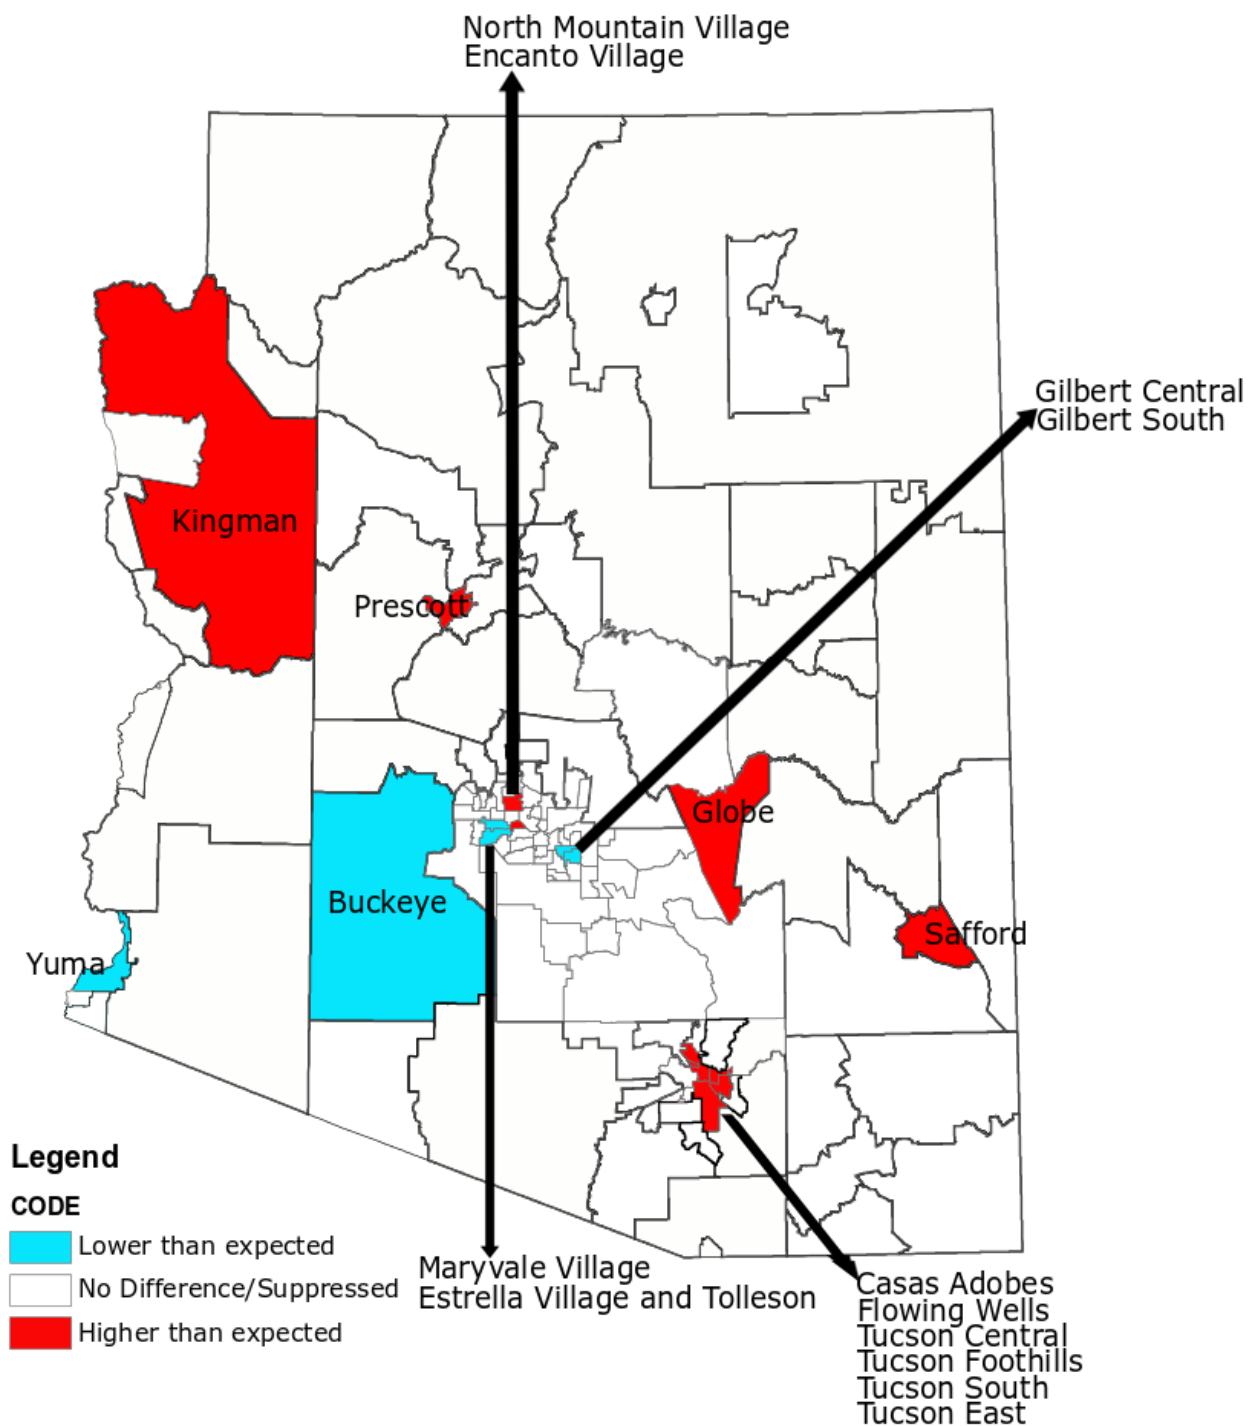 North Mountain Village
Encanto Village
Gilbert Central
Gilbert South
Kingman
Prescott
Globe
Buckeye
Safford
Yuma
Legend
CODE
Lower than expected
No Difference/Suppressed
Higher than expected
Maryvale Village
Estrella Village and Tolleson
Casas Adobes
Flowing Wells
Tucson Central
Tucson Foothills
Tucson South
Tucson East